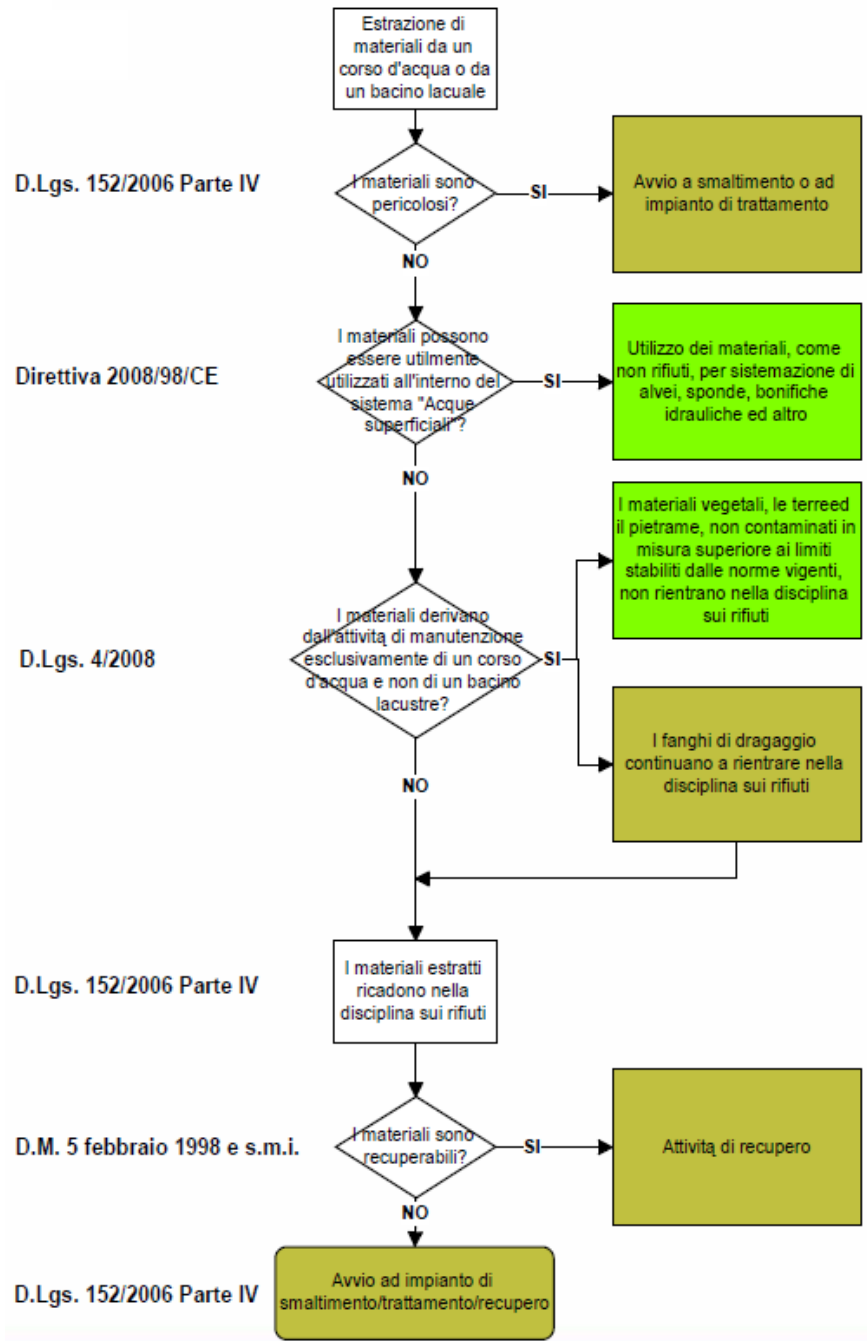 Estrazione di
materiali da un
corso d'acqua o da
un bacino lacuale
D.Lgs. 152/2006 Parte IV
I materiali sono
pericolosi?
SI
Avvio a smaltimento o ad
impianto di trattamento
NO
Direttiva 2008/98/CE
I materiali possono
essere utilmente
utilizzati all'interno del
sistema "Acque
superficiali"?
SI
Utilizzo dei materiali, come
non rifiuti, per sistemazione di
alvei, sponde, bonifiche
idrauliche ed altro
NO
D.Lgs. 4/2008
I materiali derivano
dall'attivitą di manutenzione
esclusivamente di un corso
d'acqua e non di un bacino
lacustre?
SI
I materiali vegetali, le terreed
il pietrame, non contaminati in
misura superiore ai limiti
stabiliti dalle norme vigenti,
non rientrano nella disciplina
sui rifiuti
I fanghi di dragaggio
continuano a rientrare nella
disciplina sui rifiuti
NO
D.Lgs. 152/2006 Parte IV
I materiali estratti
ricadono nella
disciplina sui rifiuti
D.M. 5 febbraio 1998 e s.m.i.
I materiali sono
recuperabili?
SI
Attivitą di recupero
NO
D.Lgs. 152/2006 Parte IV
Avvio ad impianto di
smaltimento/trattamento/recupero